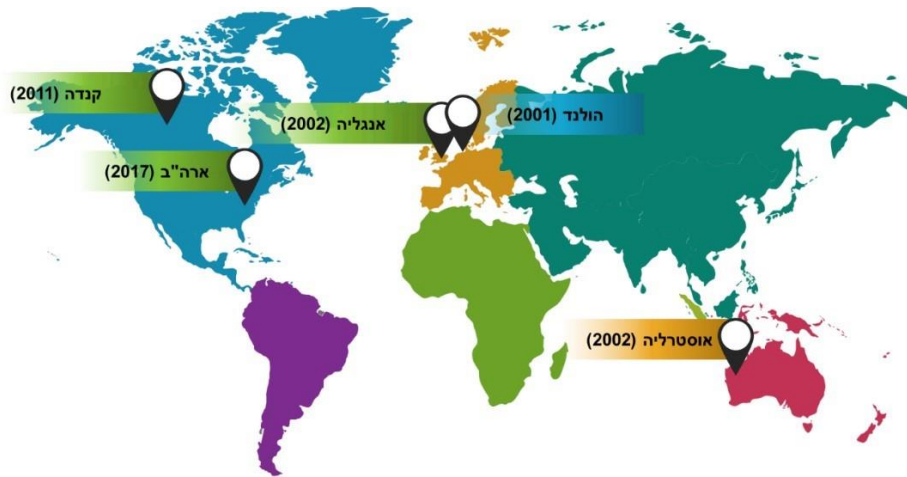 קנדה (2011)
אנגליה (2002)
הולנד (2001)
ארה"ב (2017)
אוסטרליה (2002)